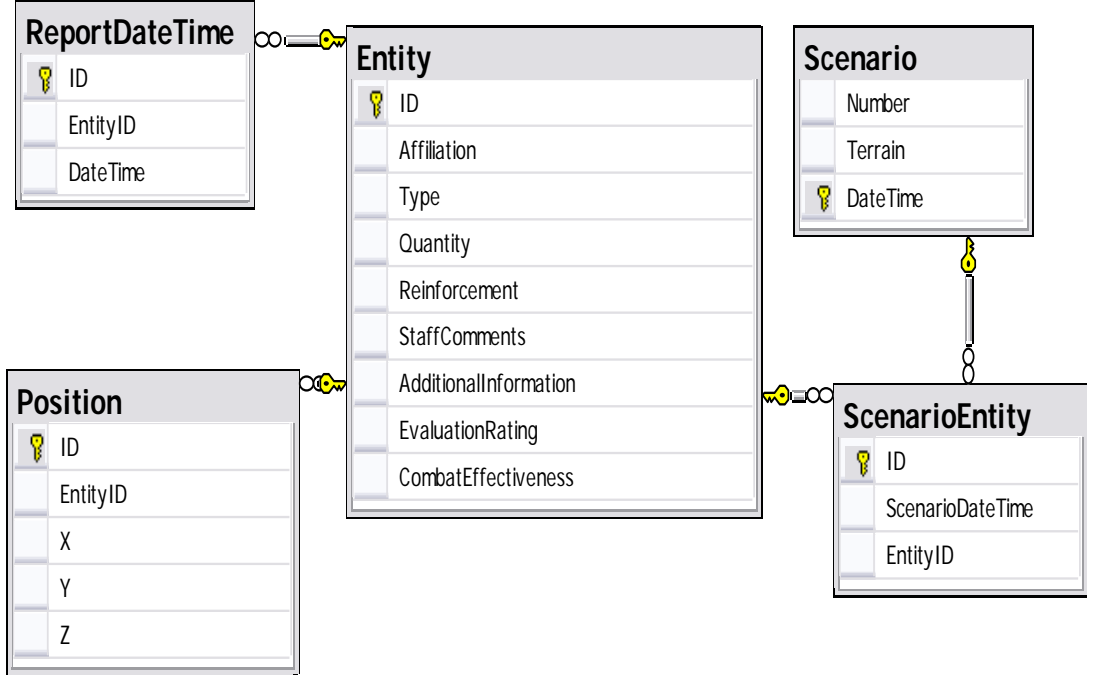 ReportDateTime
ID
EntityID
DateTime
Entity
ID
Affiliation
Type
Quantity
Reinforcement
StaffComments
AdditionalInformation
EvaluationRating
CombatEffectiveness
Scenario
Number
Terrain
DateTime
Position
ID
EntityID
X
Y
Z
ScenarioEntity
ID
ScenarioDateTime
EntityID